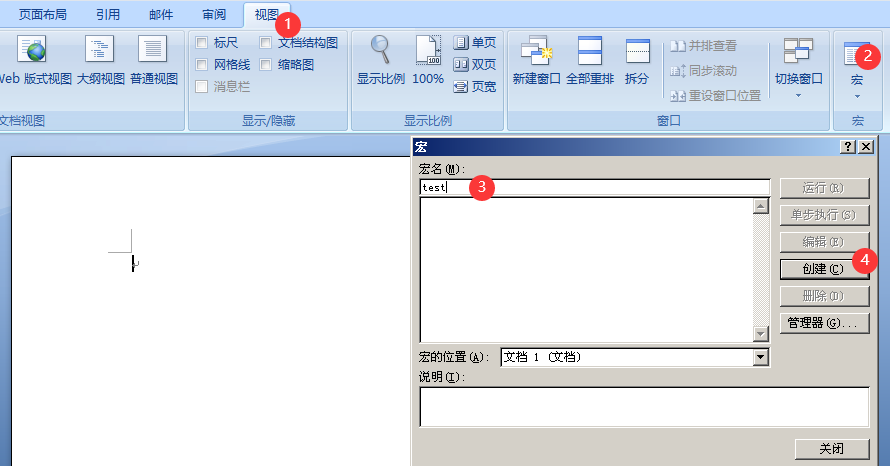 页面布局 引用 邮件 审阅 视图 1
标尺 文档结构图 单页 并排查看 2
网格线 缩略图 双页 同步滚动
Web 版式视图 大纲视图 普通视图 消息栏 显示比例 100% 页宽 新建窗口 全部重排 拆分 重设窗口位置 切换窗口 宏
文档视图 显示/隐藏 显示比例 窗口 宏
宏
宏名(M):
test 3 运行(R)
单步执行(S)
编辑(E)
创建(C) 4
删除(D)
管理器(G)...
宏的位置(A): 文档 1 (文档)
说明(I):
关闭